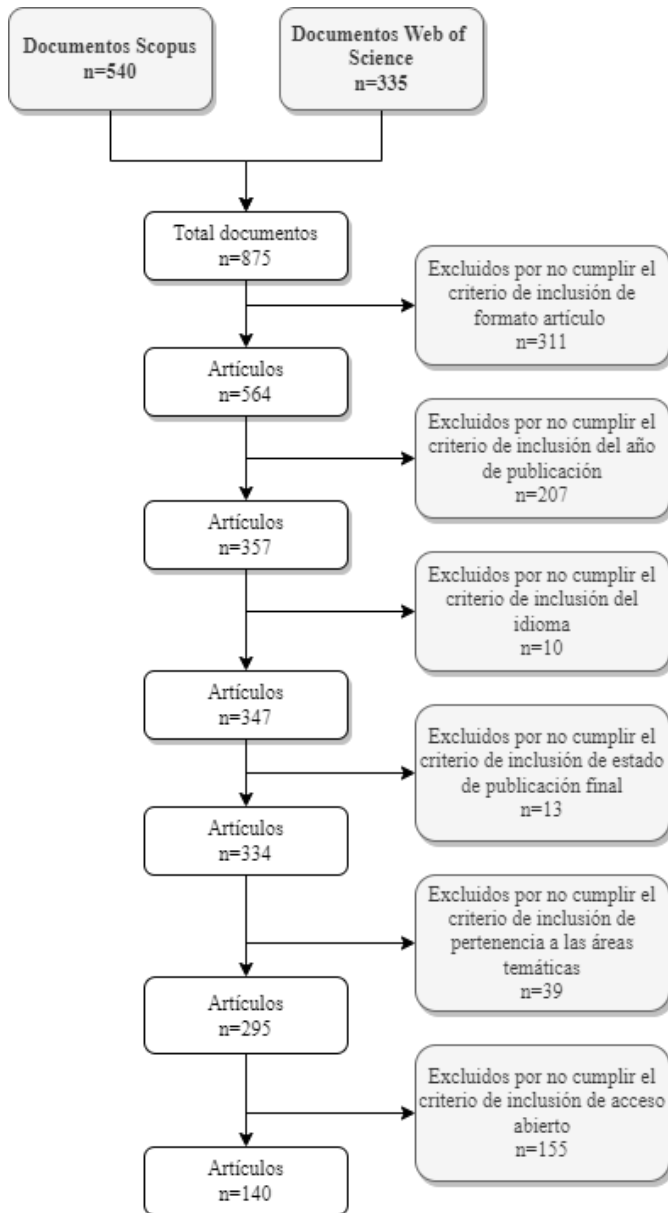 Documentos Scopus
n=540
Documentos Web of
Science
n=335
Total documentos
n=875
Excluidos por no cumplir el
criterio de inclusión de
formato artículo
n=311
Artículos
n=564
Excluidos por no cumplir el
criterio de inclusión del año
de publicación
n=207
Artículos
n=357
Excluidos por no cumplir el
criterio de inclusión del
idioma
n=10
Artículos
n=347
Excluidos por no cumplir el
criterio de inclusión de estado
de publicación final
n=13
Artículos
n=334
Excluidos por no cumplir el
criterio de inclusión de
pertenencia a las áreas
temáticas
n=39
Artículos
n=295
Excluidos por no cumplir el
criterio de inclusión de acceso
abierto
n=155
Artículos
n=140